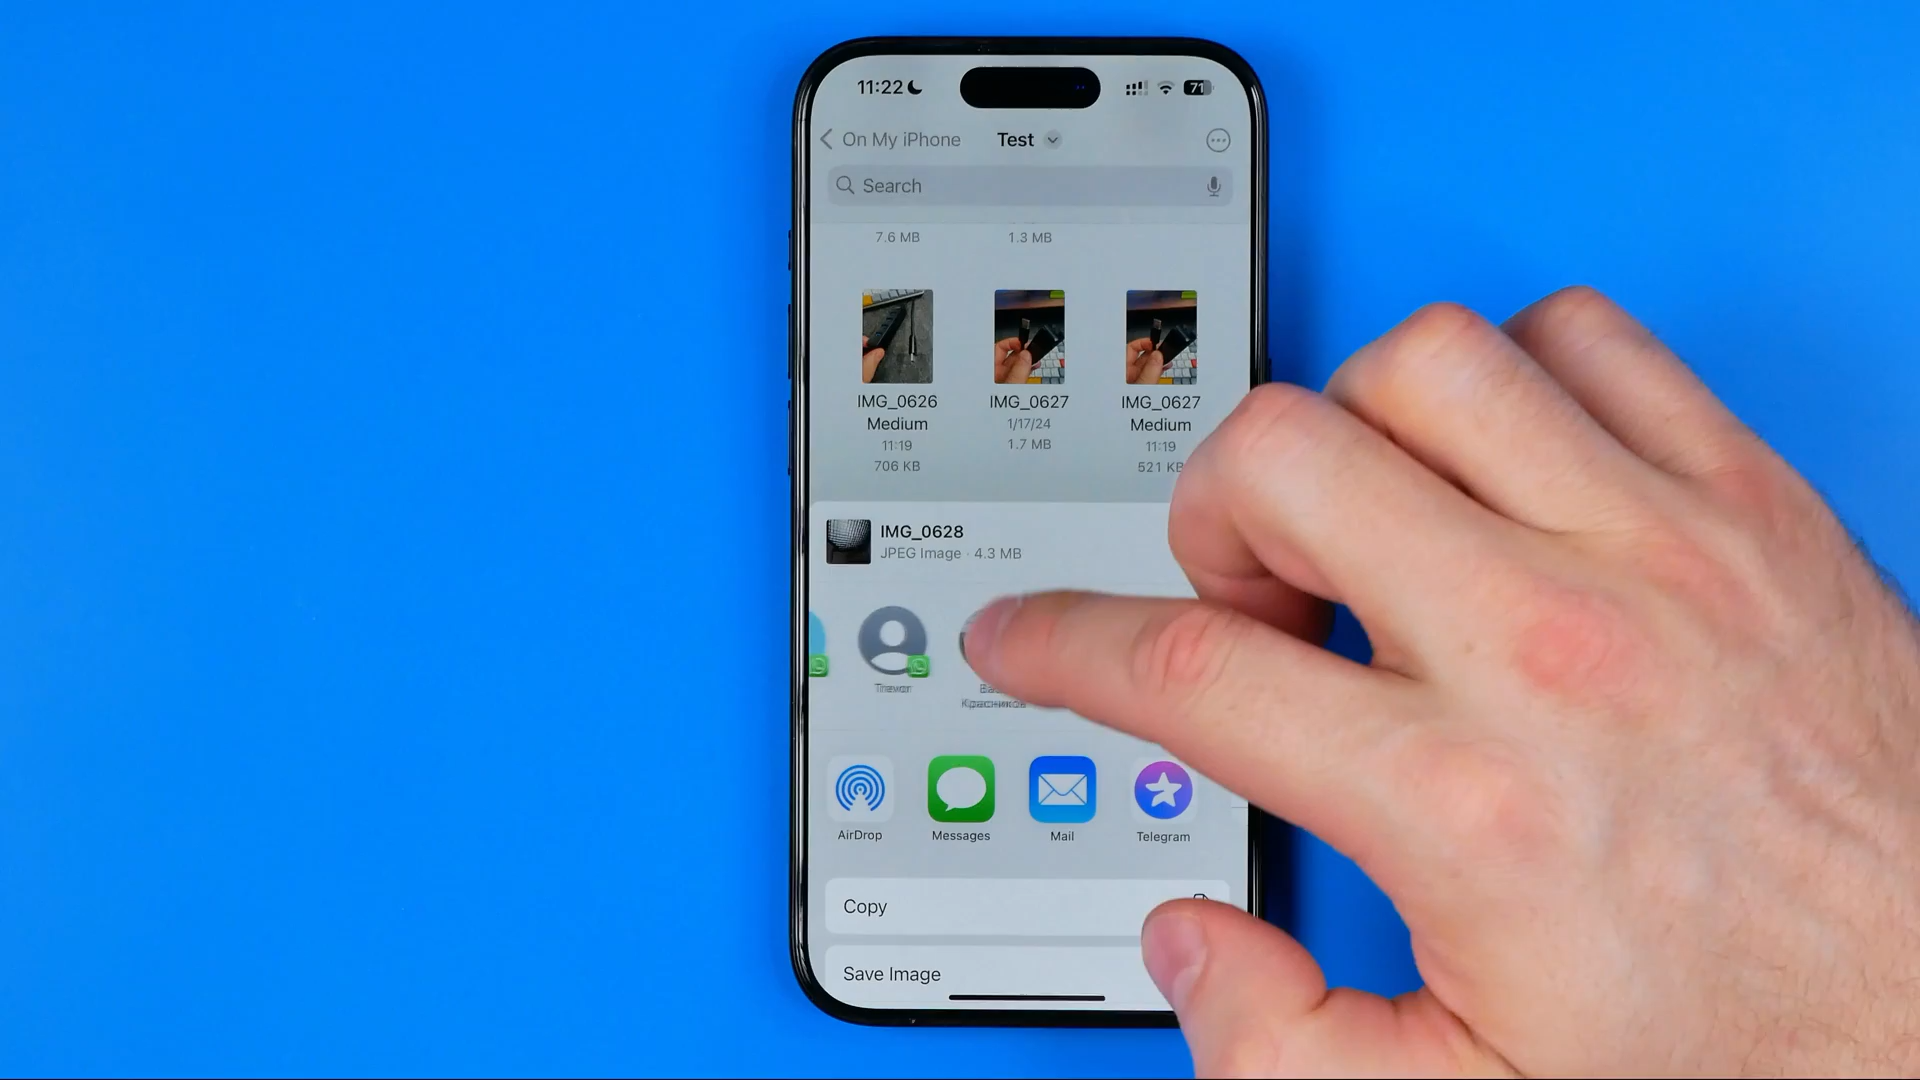 11:22
71
On My iPhone Test
Search
7.6 MB 1.3 MB
IMG_0626 IMG_0627 IMG_0627
Medium 1/17/24 Medium
11:19 1.7 MB 11:19
706 KB 521 KB
IMG_0628
JPEG Image · 4.3 MB
AirDrop Messages Mail Telegram
Copy
Save Image